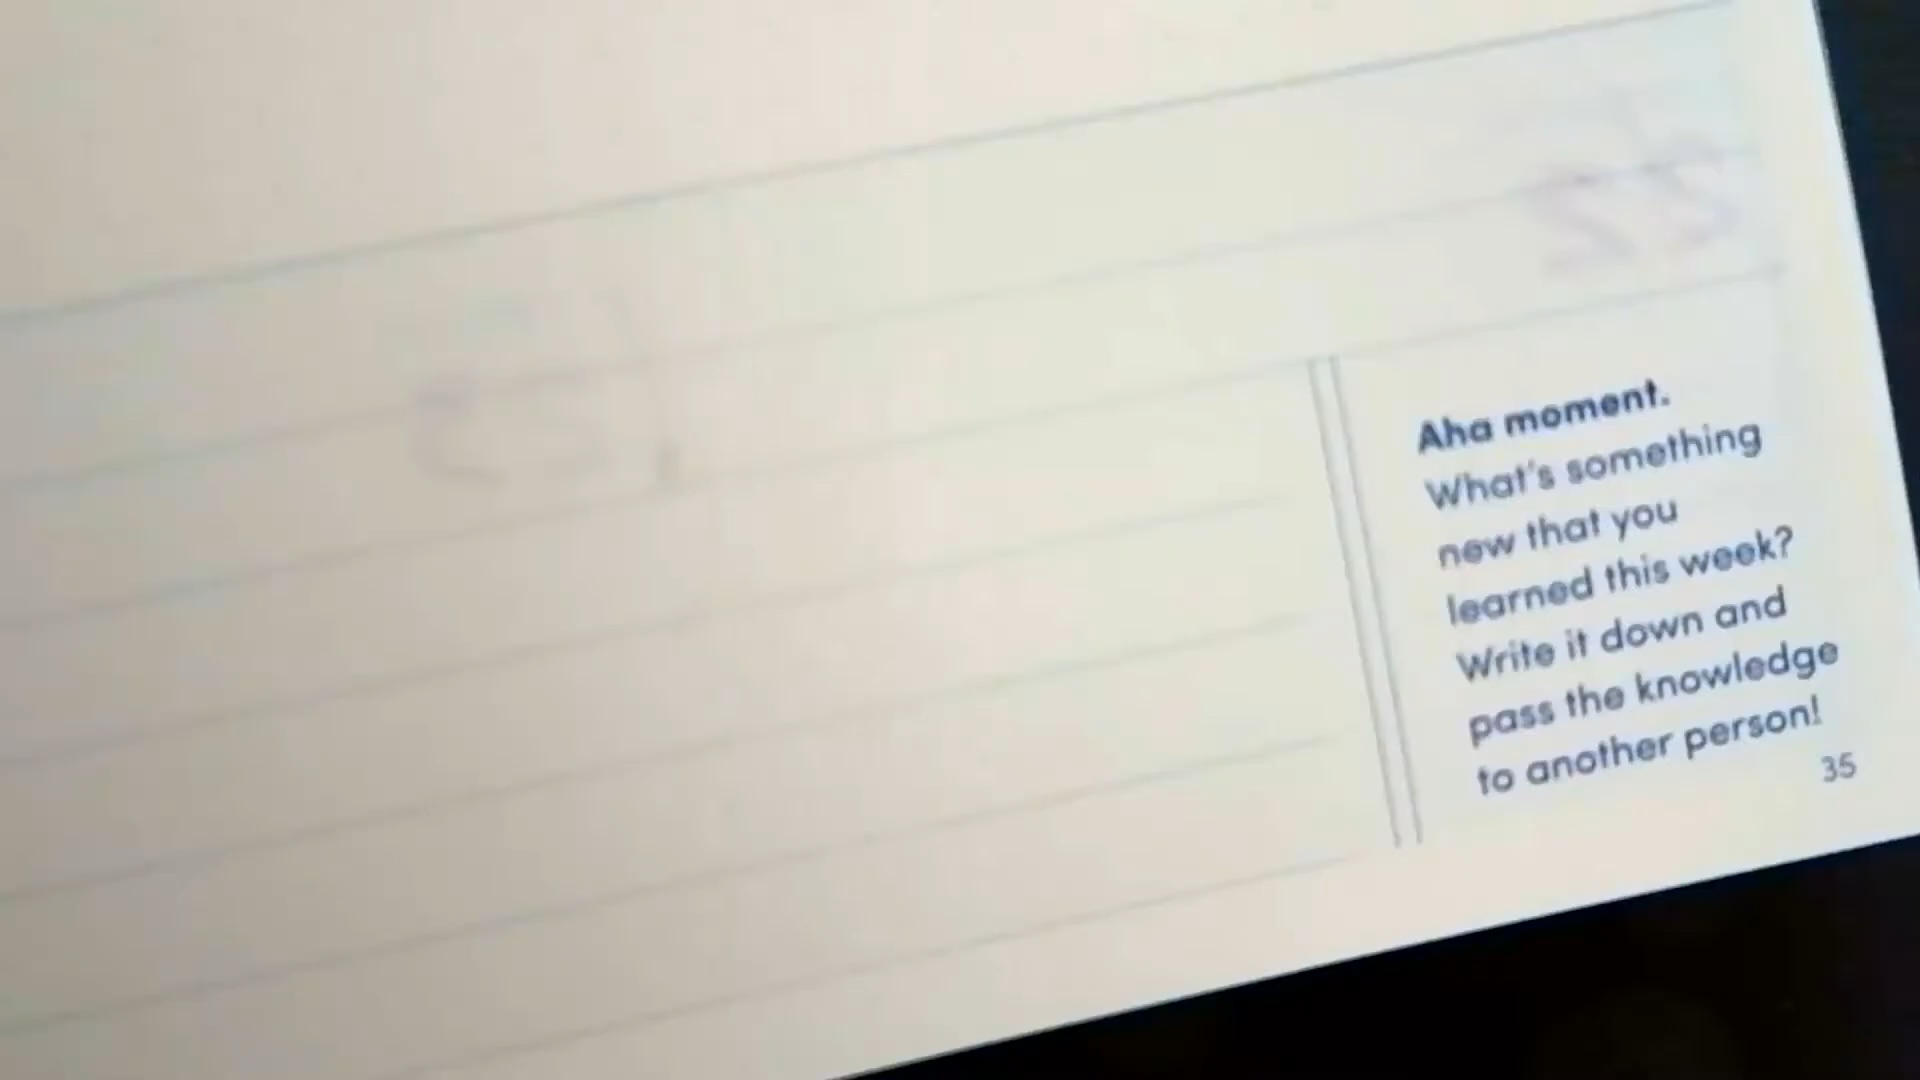 Aha moment.
What's something
new that you
learned this week?
Write it down and
pass the knowledge
to another person!
35